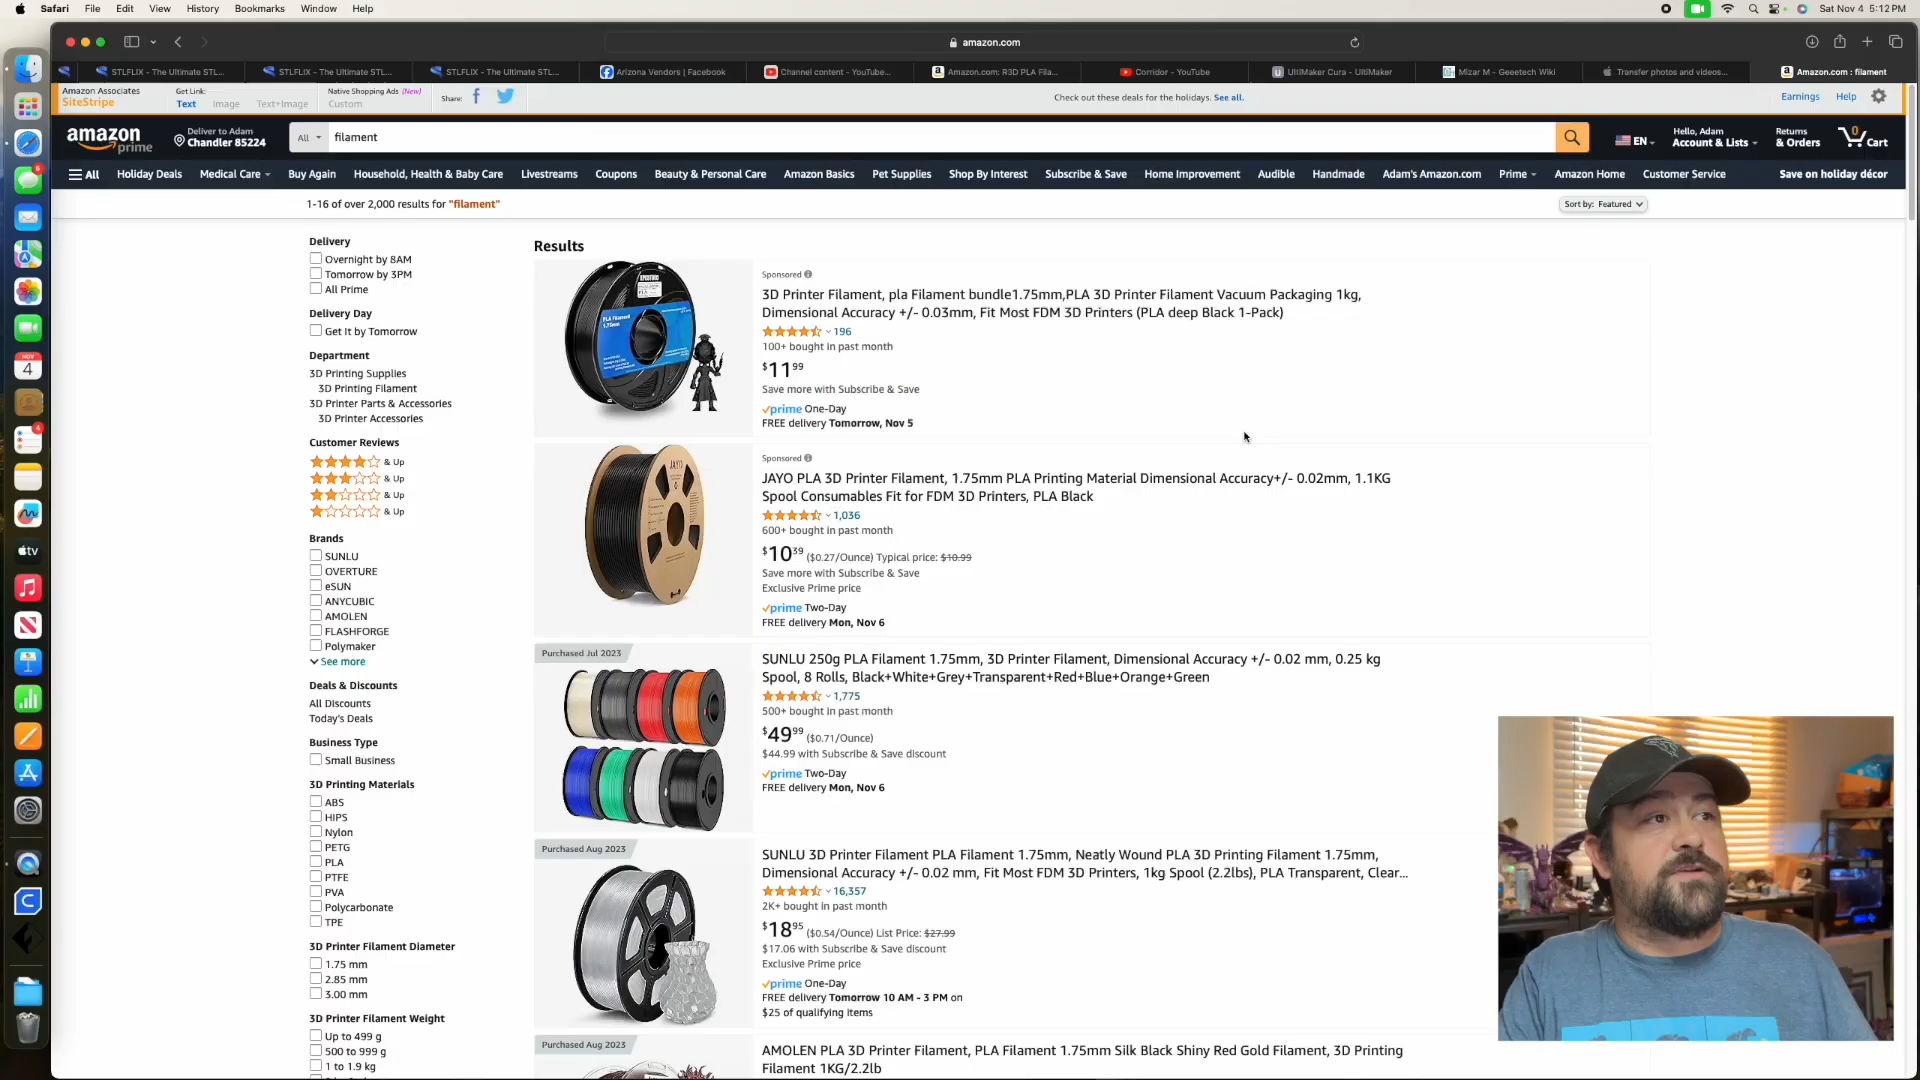 Safari File Edit View History Bookmarks Window Help
Sat Nov 4 5:12 PM
amazon.com
STLFLIX - The Ultimate STL... STLFLIX - The Ultimate STL... STLFLIX - The Ultimate STL... Arizona Vendors | Facebook Channel content - YouTube... Amazon.com: R3D PLA Fila... Corridor - YouTube UltiMaker Cura - UltiMaker Mizar M - Geeetech Wiki Transfer photos and videos... Amazon.com : filament
Amazon Associates
SiteStripe
Get Link:
Text Image Text+Image
Native Shopping Ads (New)
Custom
Share:
Check out these deals for the holidays. See all.
Earnings Help
amazon
prime
Deliver to Adam
Chandler 85224
All filament
EN
Hello, Adam
Account & Lists
Returns
& Orders
0
Cart
All Holiday Deals Medical Care Buy Again Household, Health & Baby Care Livestreams Coupons Beauty & Personal Care Amazon Basics Pet Supplies Shop By Interest Subscribe & Save Home Improvement Audible Handmade Adam's Amazon.com Prime Amazon Home Customer Service Save on holiday décor
1-16 of over 2,000 results for "filament"
Sort by: Featured
Delivery
Overnight by 8AM
Tomorrow by 3PM
All Prime
Delivery Day
Get It by Tomorrow
Department
3D Printing Supplies
3D Printing Filament
3D Printer Parts & Accessories
3D Printer Accessories
Customer Reviews
& Up
& Up
& Up
& Up
Brands
SUNLU
OVERTURE
eSUN
ANYCUBIC
AMOLEN
FLASHFORGE
Polymaker
See more
Deals & Discounts
All Discounts
Today's Deals
Business Type
Small Business
3D Printing Materials
ABS
HIPS
Nylon
PETG
PLA
PTFE
PVA
Polycarbonate
TPE
3D Printer Filament Diameter
1.75 mm
2.85 mm
3.00 mm
3D Printer Filament Weight
Up to 499 g
500 to 999 g
1 to 1.9 kg
Results
PLA Filament
1.75mm
Sponsored
3D Printer Filament, pla Filament bundle1.75mm,PLA 3D Printer Filament Vacuum Packaging 1kg,
Dimensional Accuracy +/- 0.03mm, Fit Most FDM 3D Printers (PLA deep Black 1-Pack)
196
100+ bought in past month
$11.99
Save more with Subscribe & Save
prime One-Day
FREE delivery Tomorrow, Nov 5
JAYO
Sponsored
JAYO PLA 3D Printer Filament, 1.75mm PLA Printing Material Dimensional Accuracy+/- 0.02mm, 1.1KG
Spool Consumables Fit for FDM 3D Printers, PLA Black
1,036
600+ bought in past month
$10.39 ($0.27/Ounce) Typical price: $10.99
Save more with Subscribe & Save
Exclusive Prime price
prime Two-Day
FREE delivery Mon, Nov 6
Purchased Jul 2023
SUNLU 250g PLA Filament 1.75mm, 3D Printer Filament, Dimensional Accuracy +/- 0.02 mm, 0.25 kg
Spool, 8 Rolls, Black+White+Grey+Transparent+Red+Blue+Orange+Green
1,775
500+ bought in past month
$49.99 ($0.71/Ounce)
$44.99 with Subscribe & Save discount
prime Two-Day
FREE delivery Mon, Nov 6
Purchased Aug 2023
SUNLU 3D Printer Filament PLA Filament 1.75mm, Neatly Wound PLA 3D Printing Filament 1.75mm,
Dimensional Accuracy +/- 0.02 mm, Fit Most FDM 3D Printers, 1kg Spool (2.2lbs), PLA Transparent, Clear...
16,357
2K+ bought in past month
$18.95 ($0.54/Ounce) List Price: $27.99
$17.06 with Subscribe & Save discount
Exclusive Prime price
prime One-Day
FREE delivery Tomorrow 10 AM - 3 PM on
$25 of qualifying items
Purchased Aug 2023
AMOLEN PLA 3D Printer Filament, PLA Filament 1.75mm Silk Black Shiny Red Gold Filament, 3D Printing
Filament 1KG/2.2lb
NOV
4
tv